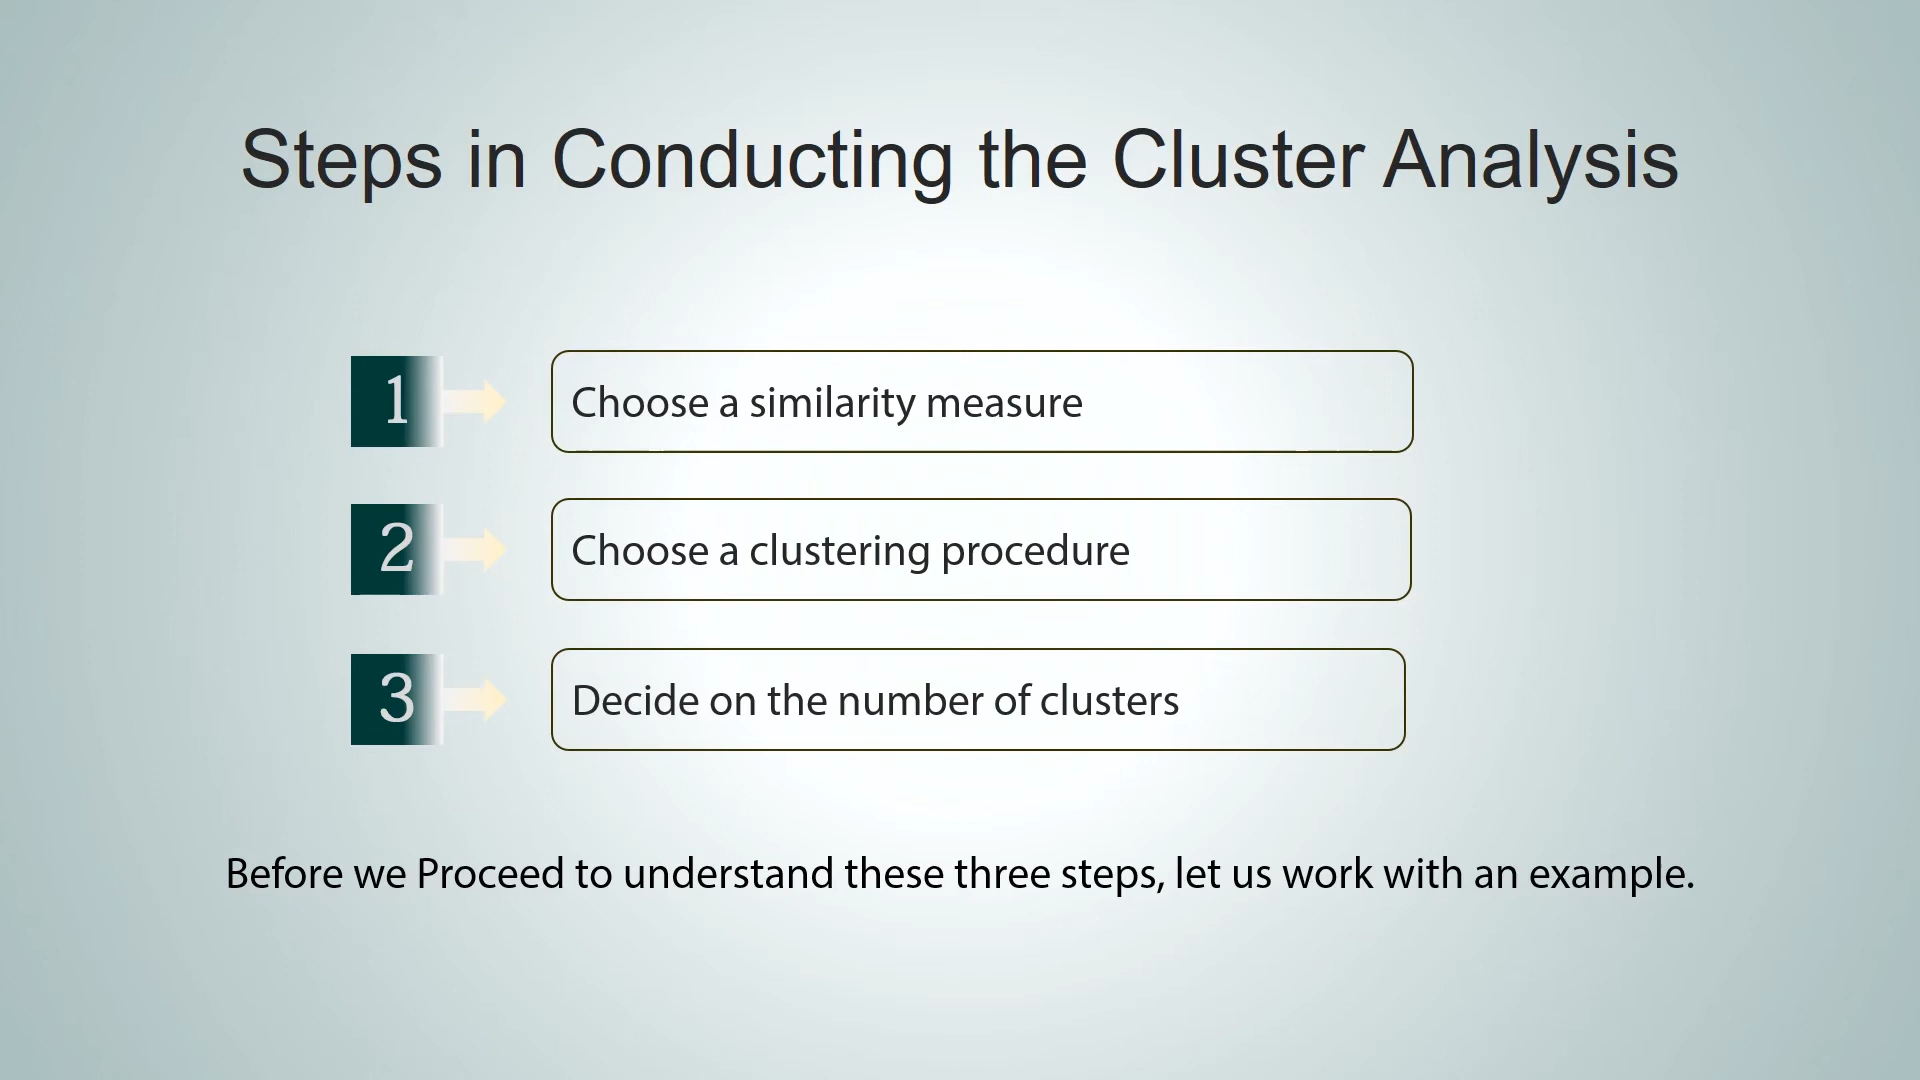 Steps in Conducting the Cluster Analysis
1
Choose a similarity measure
2
Choose a clustering procedure
3
Decide on the number of clusters
Before we Proceed to understand these three steps, let us work with an example.